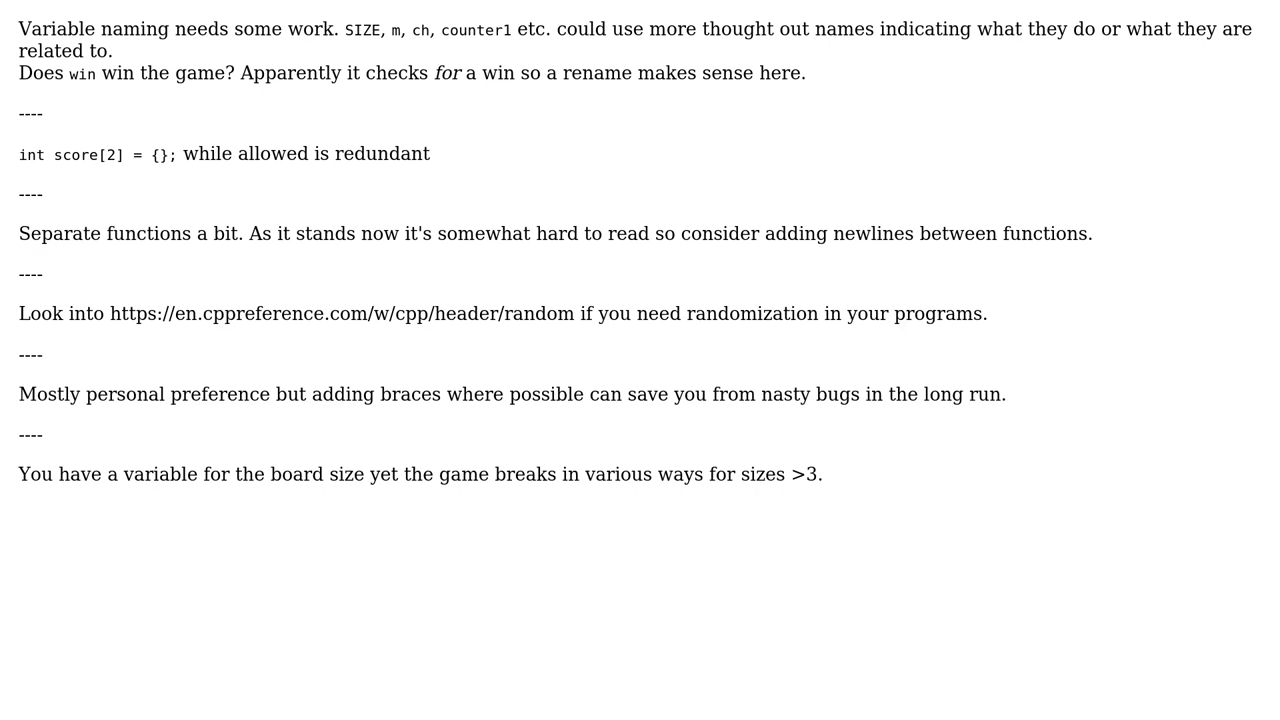 Variable naming needs some work. SIZE, m, ch, counter1 etc. could use more thought out names indicating what they do or what they are
related to.
Does win win the game? Apparently it checks for a win so a rename makes sense here.
----
int score[2] = {}; while allowed is redundant
----
Separate functions a bit. As it stands now it's somewhat hard to read so consider adding newlines between functions.
----
Look into https://en.cppreference.com/w/cpp/header/random if you need randomization in your programs.
----
Mostly personal preference but adding braces where possible can save you from nasty bugs in the long run.
----
You have a variable for the board size yet the game breaks in various ways for sizes >3.